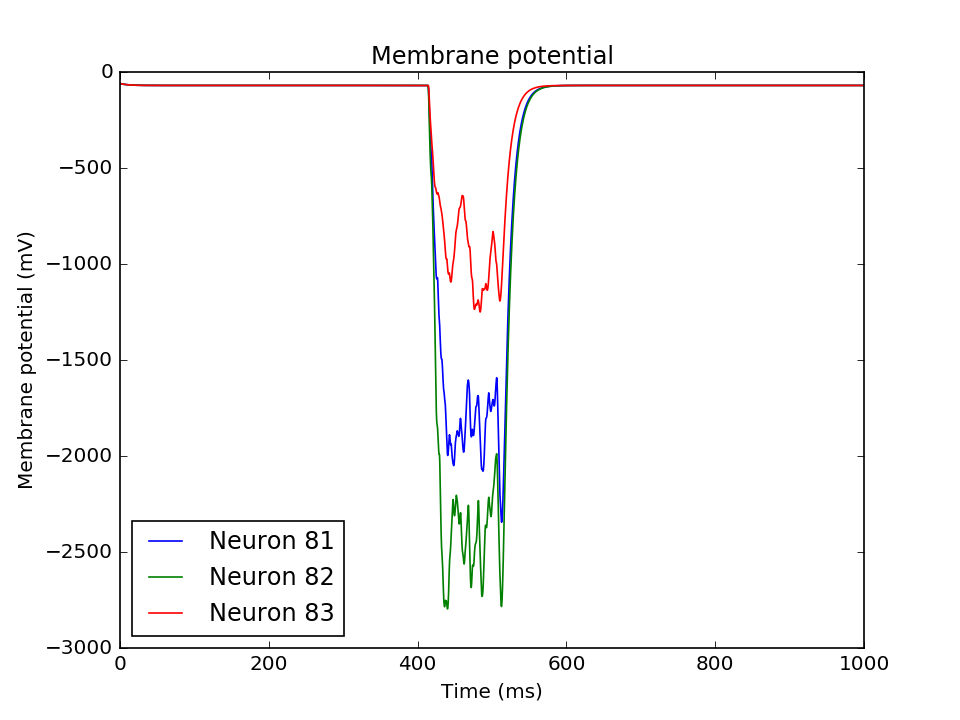 Membrane potential
Membrane potential (mV)
0
−500
−1000
−1500
−2000
−2500
−3000
Neuron 81
Neuron 82
Neuron 83
0 200 400 600 800 1000
Time (ms)